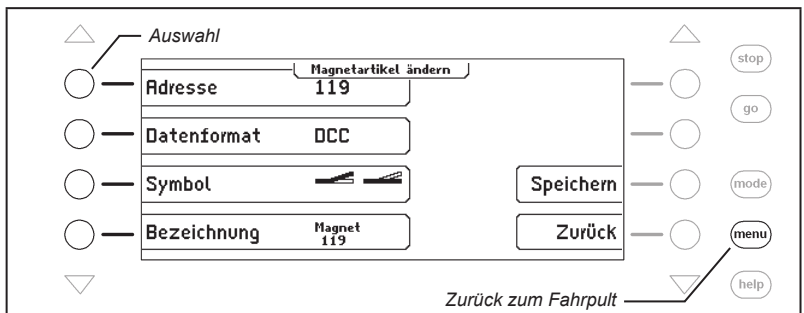 Auswahl
Magnetartikel ändern
Adresse 119
Datenformat DCC
Symbol
Bezeichnung Magnet 119
Speichern
Zurück
stop
go
mode
menu
help
Zurück zum Fahrpult